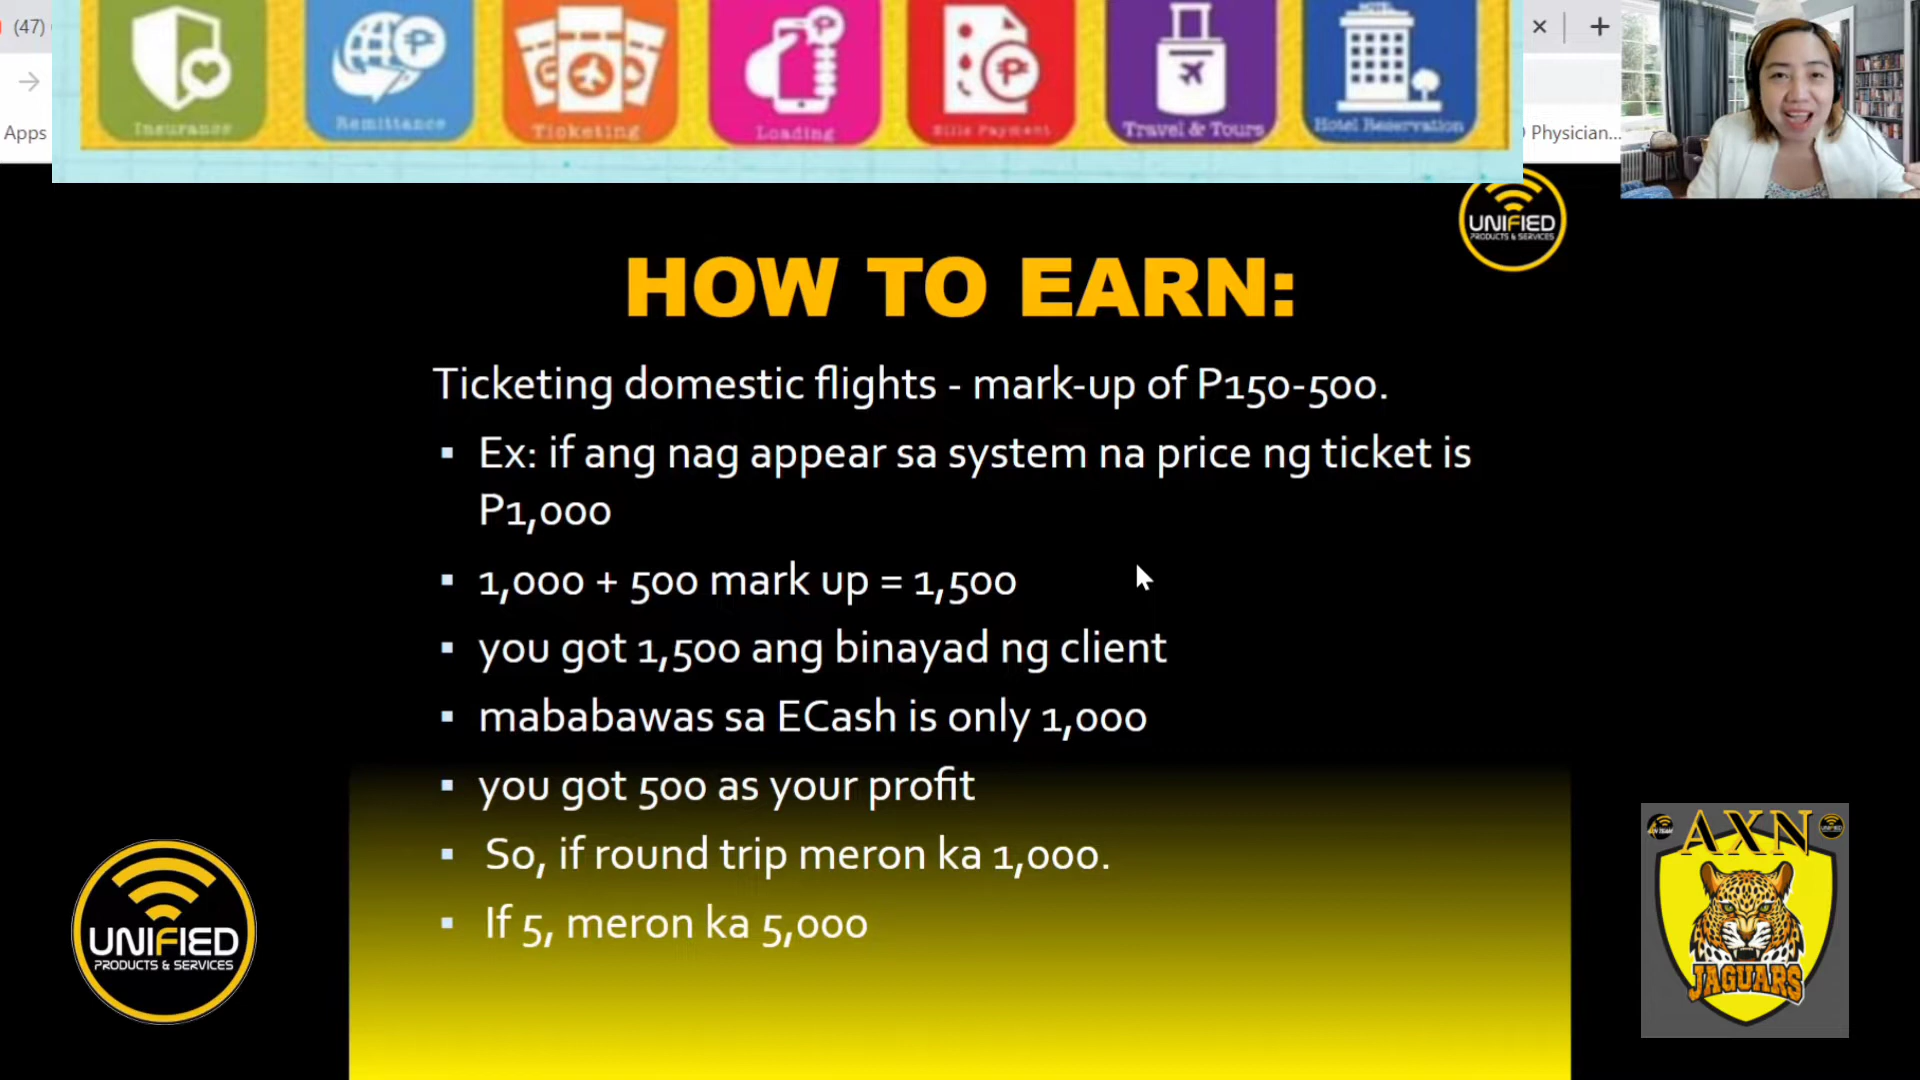 (47)
Apps
Insurance
Remittance
Ticketing
Loading
Bills Payment
Travel & Tours
HOTEL
Hotel Reservation
Physician...
UNIFIED
PRODUCTS & SERVICES
HOW TO EARN:
Ticketing domestic flights - mark-up of P150-500.
▪ Ex: if ang nag appear sa system na price ng ticket is
P1,000
▪ 1,000 + 500 mark up = 1,500
▪ you got 1,500 ang binayad ng client
▪ mababawas sa ECash is only 1,000
▪ you got 500 as your profit
▪ So, if round trip meron ka 1,000.
▪ If 5, meron ka 5,000
UNIFIED
PRODUCTS & SERVICES
AXN
JAGUARS